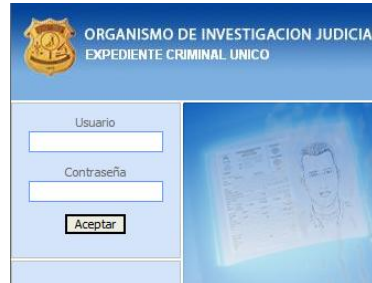 ORGANISMO DE INVESTIGACION JUDICIA
EXPEDIENTE CRIMINAL UNICO
Usuario
Contraseña
Aceptar